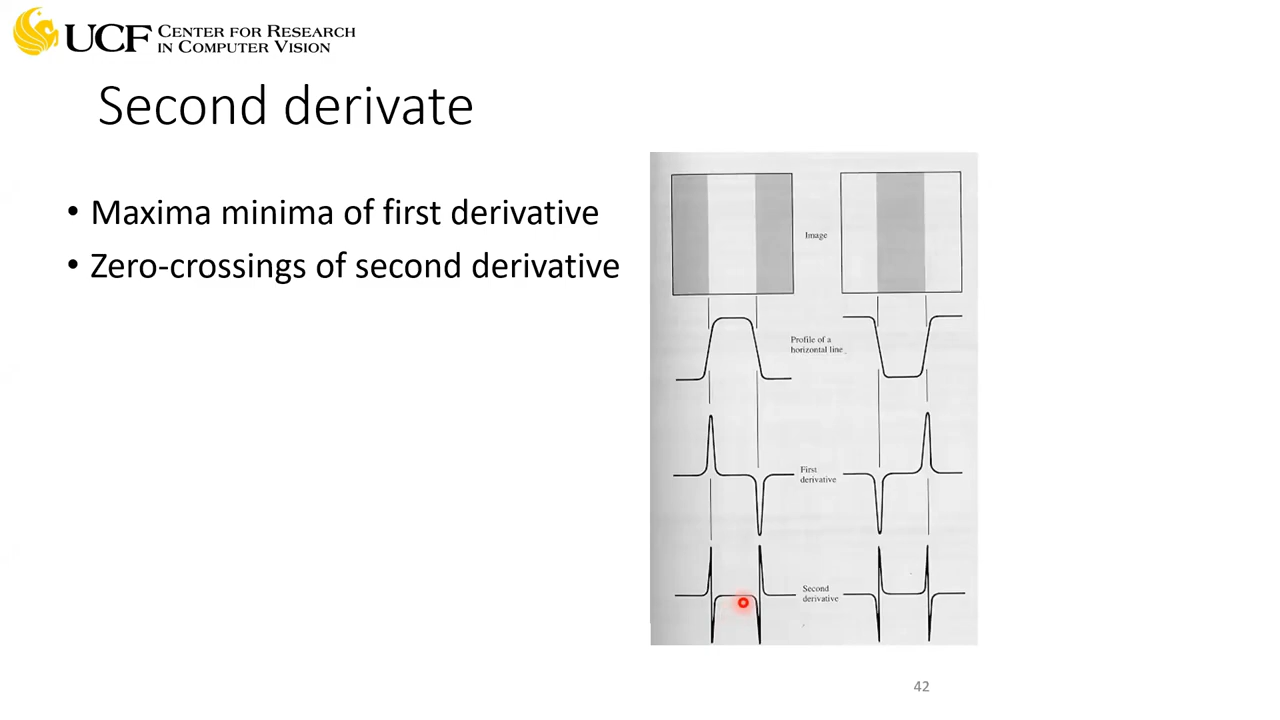 UCF CENTER FOR RESEARCH
IN COMPUTER VISION
Second derivate
• Maxima minima of first derivative
• Zero-crossings of second derivative
Image
Profile of a
horizontal line
First
derivative
Second
derivative
42